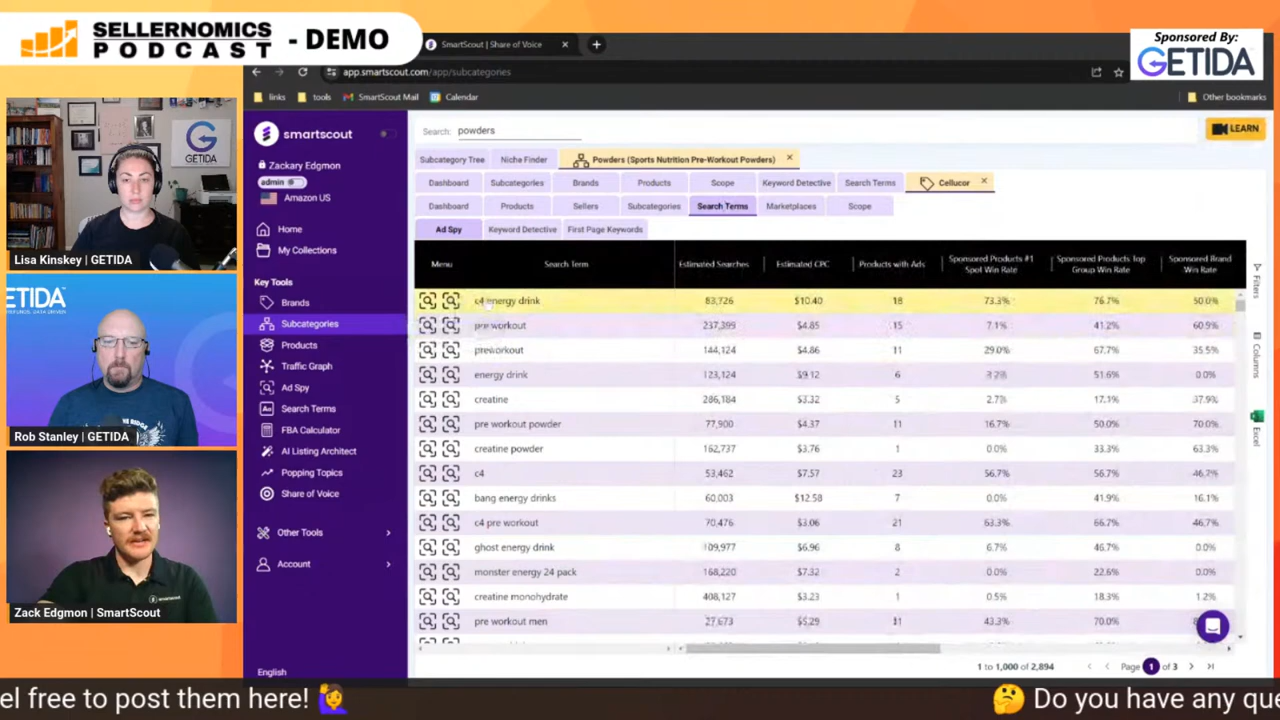 SELLERNOMICS
PODCAST - DEMO
Sponsored By:
GETIDA
SmartScout | Share of Voice
app.smartscout.com/app/subcategories
links
tools
SmartScout Mail
Calendar
Other bookmarks
smartscout
Zackary Edgmon
admin
Amazon US
Home
My Collections
Key Tools
Brands
Subcategories
Products
Traffic Graph
Ad Spy
Search Terms
FBA Calculator
AI Listing Architect
Popping Topics
Share of Voice
Other Tools
Account
English
Search: powders
LEARN
Subcategory Tree Niche Finder Powders (Sports Nutrition Pre-Workout Powders)
Dashboard Subcategories Brands Products Scope Keyword Detective Search Terms Cellucor
Dashboard Products Sellers Subcategories Search Terms Marketplaces Scope
Ad Spy Keyword Detective First Page Keywords
Menu Search Term Estimated Searches Estimated CPC Products with Ads Sponsored Products #1 Spot Win Rate Sponsored Products Top Group Win Rate Sponsored Brand Win Rate
c4 energy drink 83,726 $10.40 18 73.3% 76.7% 50.0%
pre workout 237,399 $4.85 15 7.1% 41.2% 60.9%
preworkout 144,124 $4.86 11 29.0% 67.7% 35.5%
energy drink 123,124 $9.12 6 3.2% 51.6% 0.0%
creatine 286,184 $3.32 5 2.7% 17.1% 37.9%
pre workout powder 77,900 $4.37 11 16.7% 50.0% 70.0%
creatine powder 162,737 $3.76 1 0.0% 33.3% 63.3%
c4 53,462 $7.57 23 56.7% 56.7% 46.7%
bang energy drinks 60,003 $12.58 7 0.0% 41.9% 16.1%
c4 pre workout 70,476 $3.06 21 63.3% 66.7% 46.7%
ghost energy drink 109,977 $6.96 8 6.7% 46.7% 0.0%
monster energy 24 pack 168,220 $7.32 2 0.0% 22.6% 0.0%
creatine monohydrate 408,127 $3.23 1 0.5% 18.3% 1.2%
pre workout men 27,673 $5.29 31 43.3% 70.0%
Filters
Columns
Excel
1 to 1,000 of 2,894 Page 1 of 3
GETIDA
Lisa Kinskey | GETIDA
ETIDA
Rob Stanley | GETIDA
Zack Edgmon | SmartScout
el free to post them here! 🙋‍♀️
🤔 Do you have any que